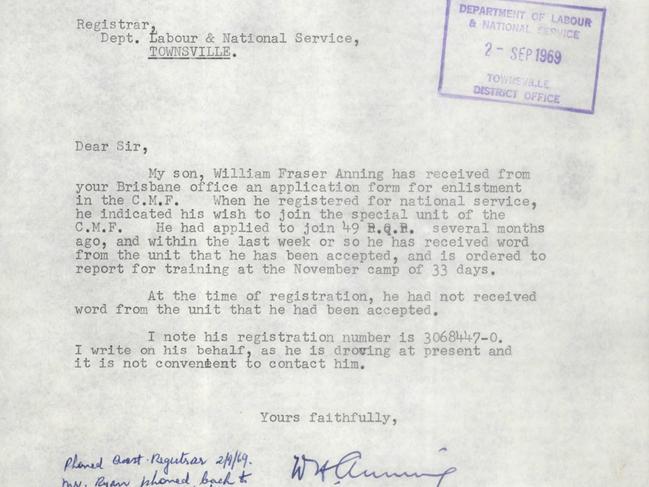 Registrar,
Dept. Labour & National Service,
TOWNSVILLE.
DEPARTMENT OF LABOUR
& NATIONAL SERVICE
2 - SEP 1969
TOWNSVILLE
DISTRICT OFFICE
Dear Sir,
My son, William Fraser Anning has received from
your Brisbane office an application form for enlistment
in the C.M.F. When he registered for national service,
he indicated his wish to join the special unit of the
C.M.F. He had applied to join 49 R.Q.R. several months
ago, and within the last week or so he has received word
from the unit that he has been accepted, and is ordered to
report for training at the November camp of 33 days.
At the time of registration, he had not received
word from the unit that he had been accepted.
I note his registration number is 3068447-0.
I write on his behalf, as he is droving at present and
it is not convenient to contact him.
Yours faithfully,
Phoned Asst. Registrar 2/9/69.
Mr. Ryan phoned back to
WH Anning